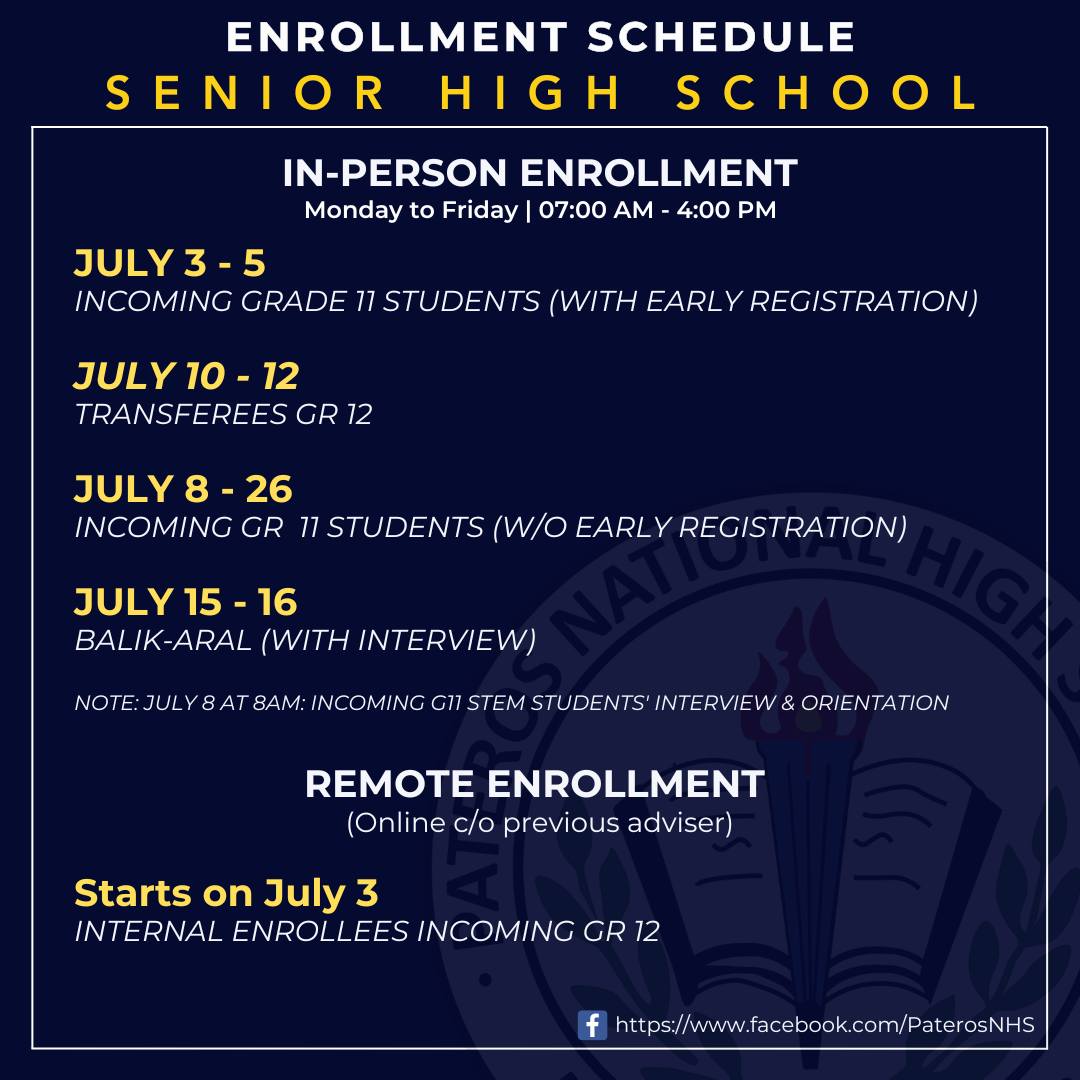 ENROLLMENT SCHEDULE
SENIOR HIGH SCHOOL
IN-PERSON ENROLLMENT
Monday to Friday | 07:00 AM - 4:00 PM
JULY 3 - 5
INCOMING GRADE 11 STUDENTS (WITH EARLY REGISTRATION)
JULY 10 - 12
TRANSFEREES GR 12
JULY 8 - 26
INCOMING GR  11 STUDENTS (W/O EARLY REGISTRATION)
JULY 15 - 16
BALIK-ARAL (WITH INTERVIEW)
NOTE: JULY 8 AT 8AM: INCOMING G11 STEM STUDENTS' INTERVIEW & ORIENTATION
REMOTE ENROLLMENT
(Online c/o previous adviser)
Starts on July 3
INTERNAL ENROLLEES INCOMING GR 12
https://www.facebook.com/PaterosNHS
PATEROS NATIONAL HIGH